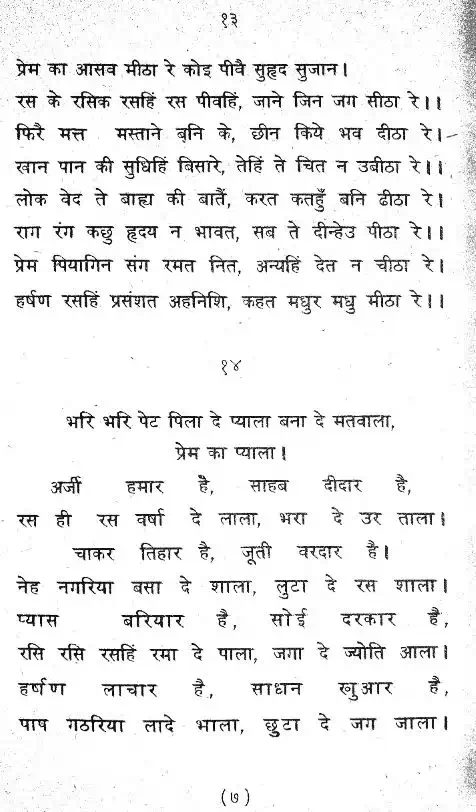 १३
प्रेम का आसव मीठा रे कोइ पीवै सुहृद सुजान।
रस के रसिक रसहिं रस पीवहिं, जाने जिन जग सीठा रे।।
फिरै मत्त मस्ताने बनि के, छीन किये भव दीठा रे।
खान पान की सुधिहिं बिसारे, तेहिं ते चित न उबीठा रे।।
लोक वेद ते बाह्य की बातैं, करत कतहुँ बनि ढीठा रे।
राग रंग कछु हृदय न भावत, सब ते दीन्हेउ पीठा रे।।
प्रेम पियागिन संग रमत नित, अन्यहिं देत न चीठा रे।
हर्षण रसहिं प्रसंशत अहनिशि, कहत मधुर मधु मीठा रे।।
१४
भरि भरि पेट पिला दे प्याला बना दे मतवाला,
प्रेम का प्याला।
अर्जी हमार है, साहब दीदार है,
रस ही रस वर्षा दे लाला, भरा दे उर ताला।
चाकर तिहार है, जूती वरदार है।
नेह नगरिया बसा दे शाला, लुटा दे रस शाला।
प्यास बरियार है, सोई दरकार है,
रसि रसि रसहिं रमा दे पाला, जगा दे ज्योति आला।
हर्षण लाचार है, साधन खुआर है,
पाप गठरिया लादे भाला, छुटा दे जग जाला।
(७)